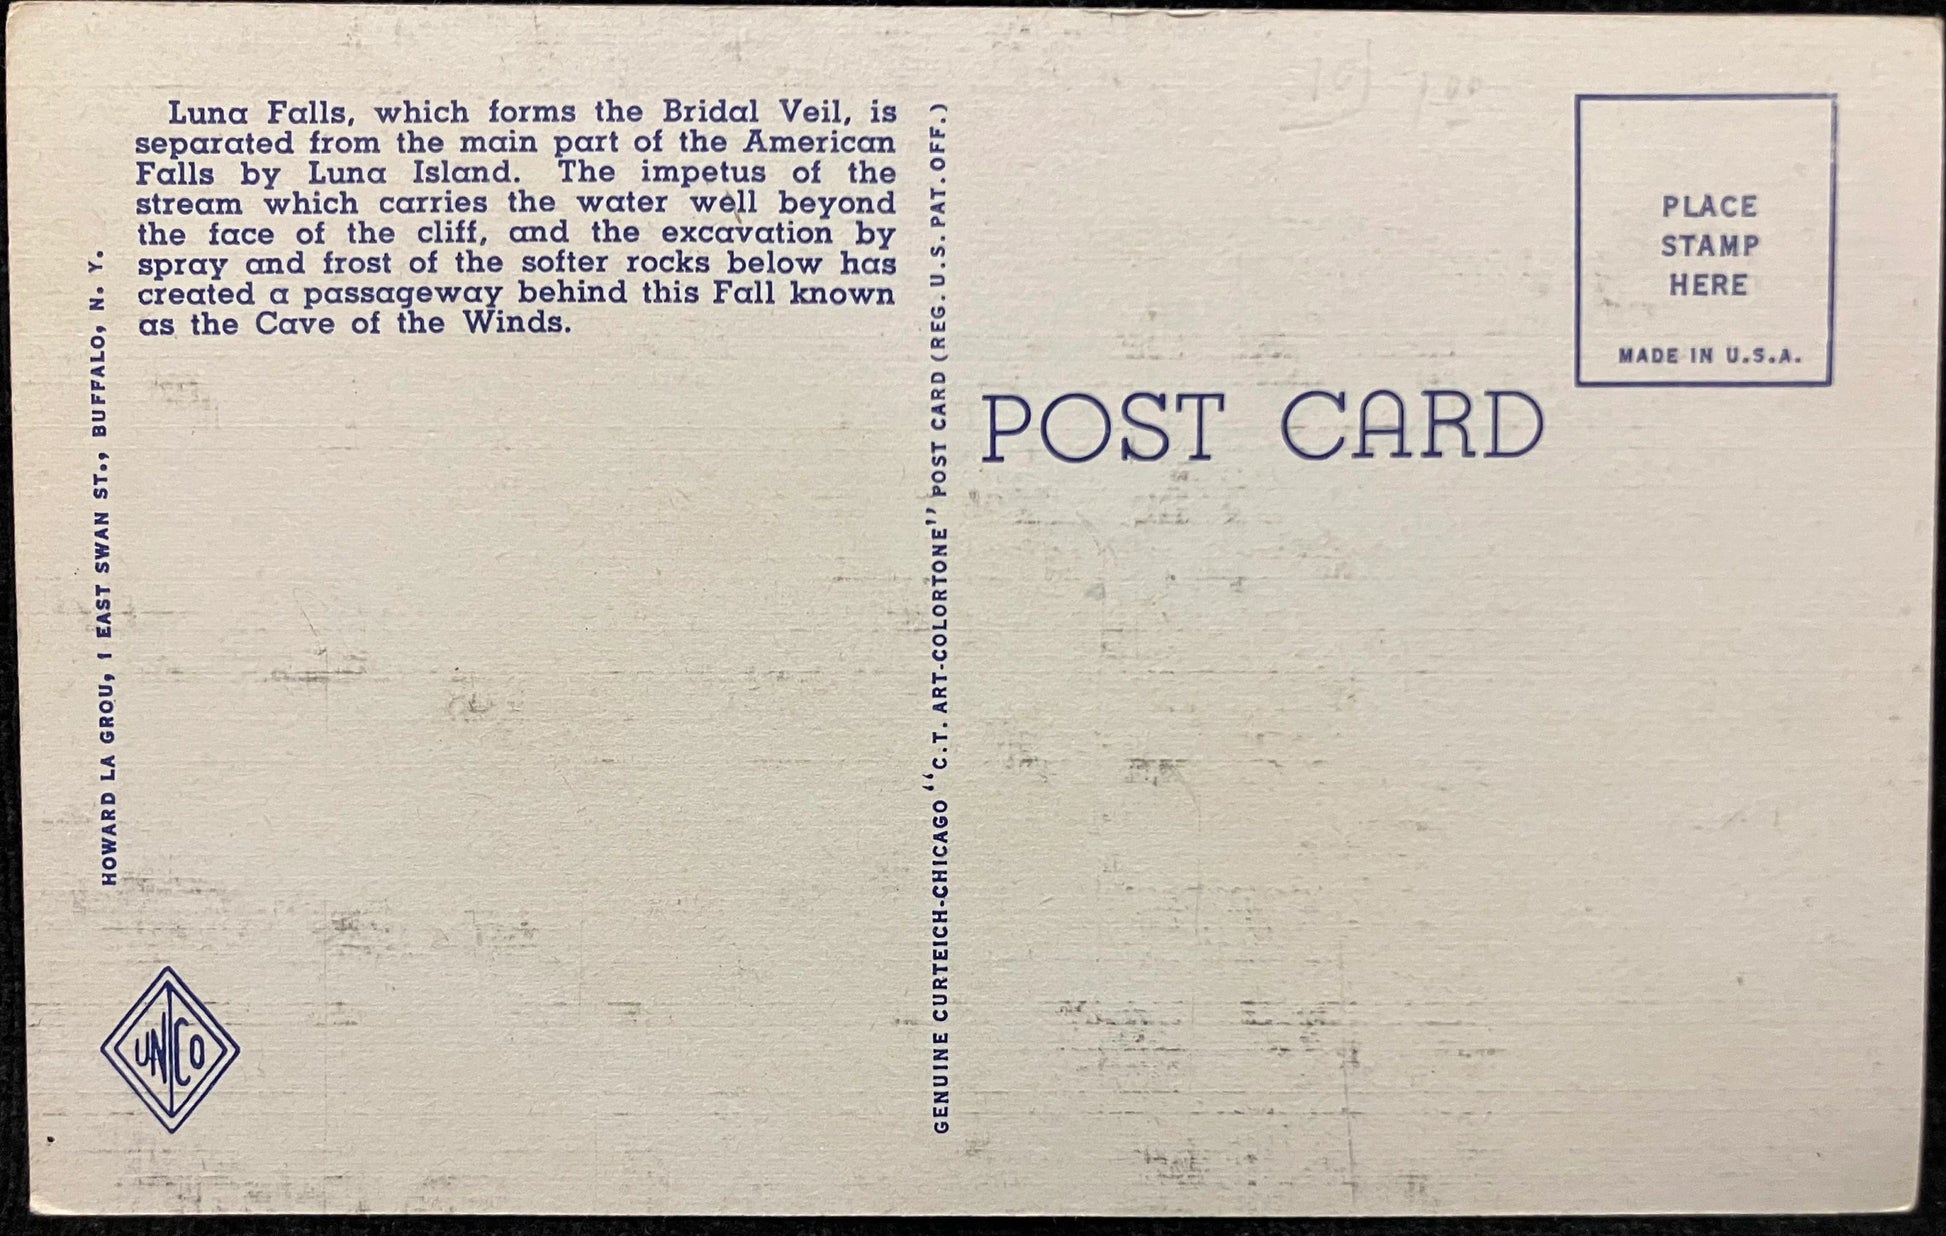 Luna Falls, which forms the Bridal Veil, is
separated from the main part of the American
Falls by Luna Island. The impetus of the
stream which carries the water well beyond
the face of the cliff, and the excavation by
spray and frost of the softer rocks below has
created a passageway behind this Fall known
as the Cave of the Winds.
HOWARD LA GROU, 1 EAST SWAN ST., BUFFALO, N. Y.
UNICO
GENUINE CURTEICH-CHICAGO "C.T. ART-COLORTONE" POST CARD (REG. U.S. PAT. OFF.)
POST CARD
PLACE
STAMP
HERE
MADE IN U.S.A.